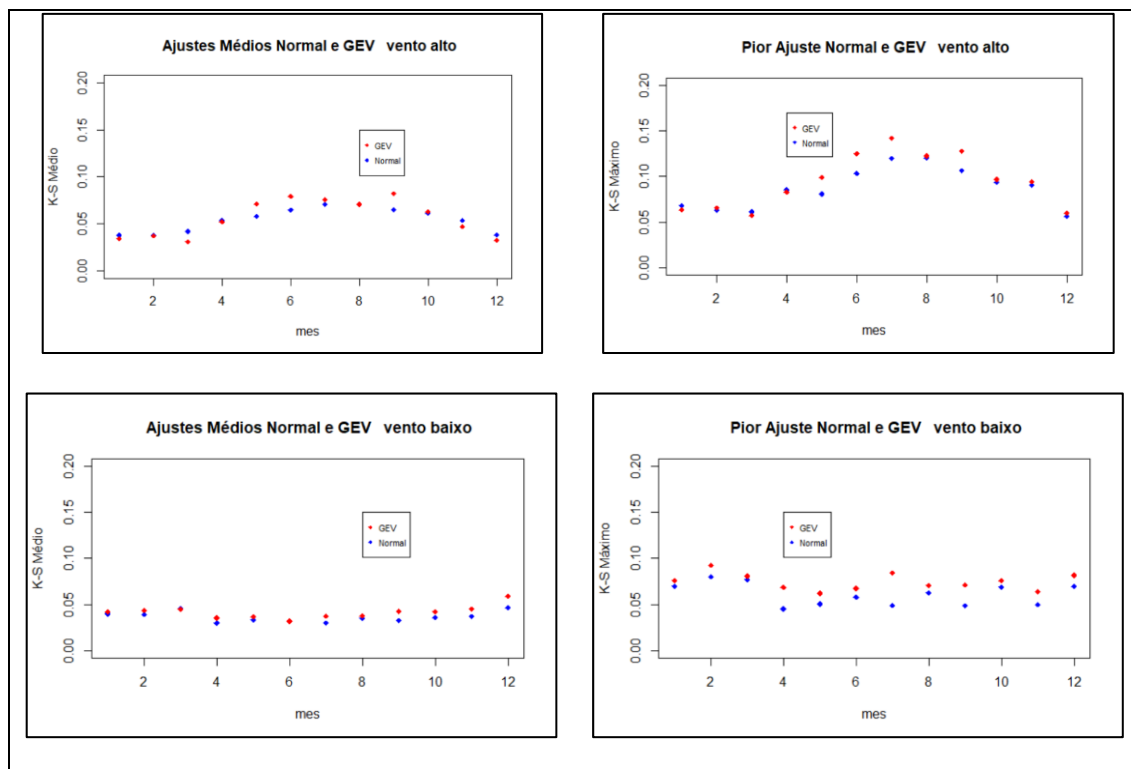 Ajustes Médios Normal e GEV vento alto
K-S Médio
0.00 0.05 0.10 0.15 0.20
GEV
Normal
2 4 6 8 10 12
mes
Pior Ajuste Normal e GEV vento alto
K-S Máximo
0.00 0.05 0.10 0.15 0.20
GEV
Normal
2 4 6 8 10 12
mes
Ajustes Médios Normal e GEV vento baixo
K-S Médio
0.00 0.05 0.10 0.15 0.20
GEV
Normal
2 4 6 8 10 12
mes
Pior Ajuste Normal e GEV vento baixo
K-S Máximo
0.00 0.05 0.10 0.15 0.20
GEV
Normal
2 4 6 8 10 12
mes